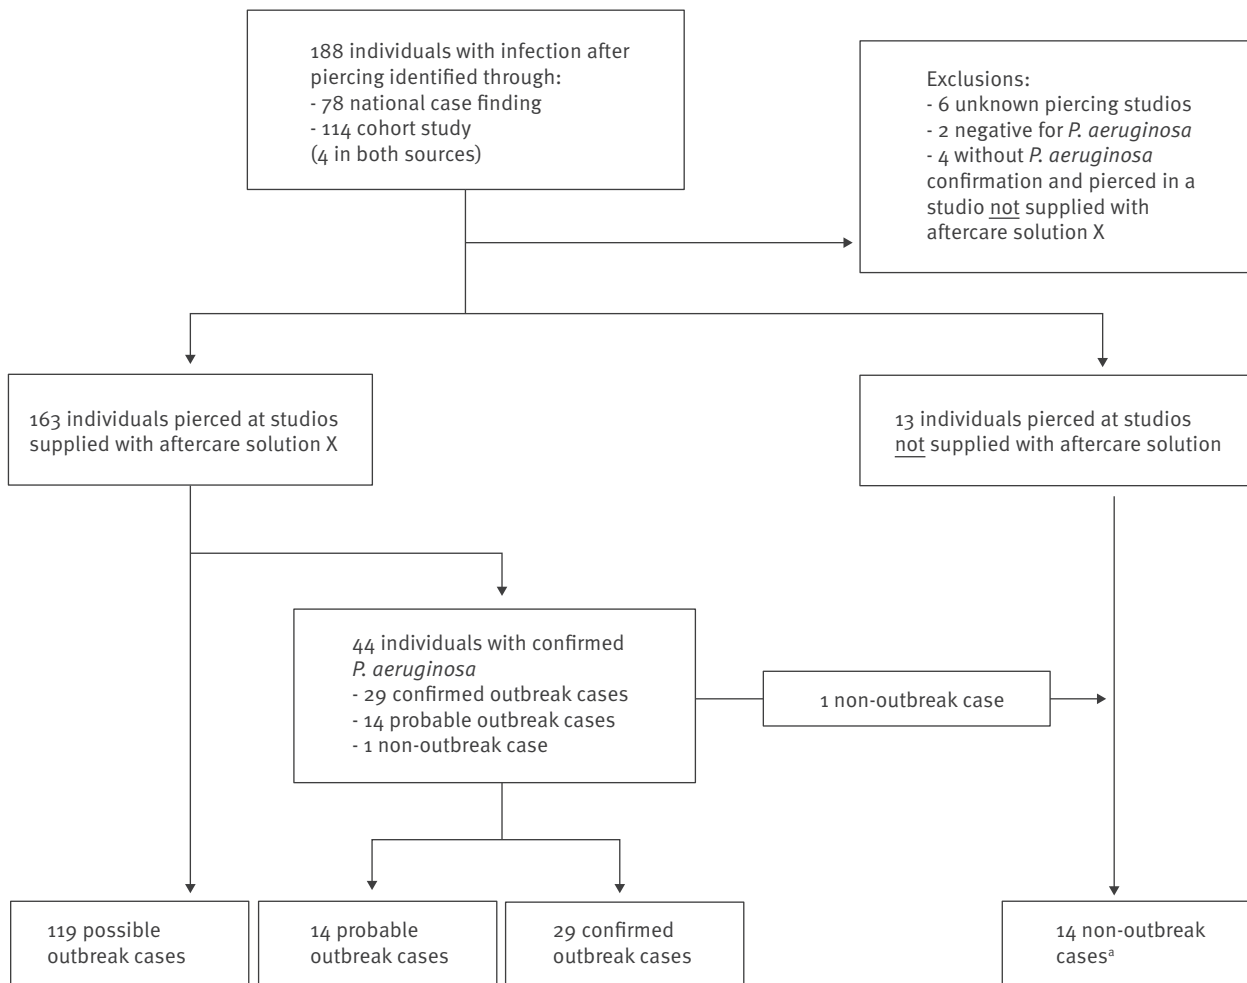 188 individuals with infection after
piercing identified through:
- 78 national case finding
- 114 cohort study
(4 in both sources)
Exclusions:
- 6 unknown piercing studios
- 2 negative for P. aeruginosa
- 4 without P. aeruginosa
confirmation and pierced in a
studio not supplied with
aftercare solution X
163 individuals pierced at studios
supplied with aftercare solution X
13 individuals pierced at studios
not supplied with aftercare solution
44 individuals with confirmed
P. aeruginosa
- 29 confirmed outbreak cases
- 14 probable outbreak cases
- 1 non-outbreak case
1 non-outbreak case
119 possible
outbreak cases
14 probable
outbreak cases
29 confirmed
outbreak cases
14 non-outbreak
casesᵃ